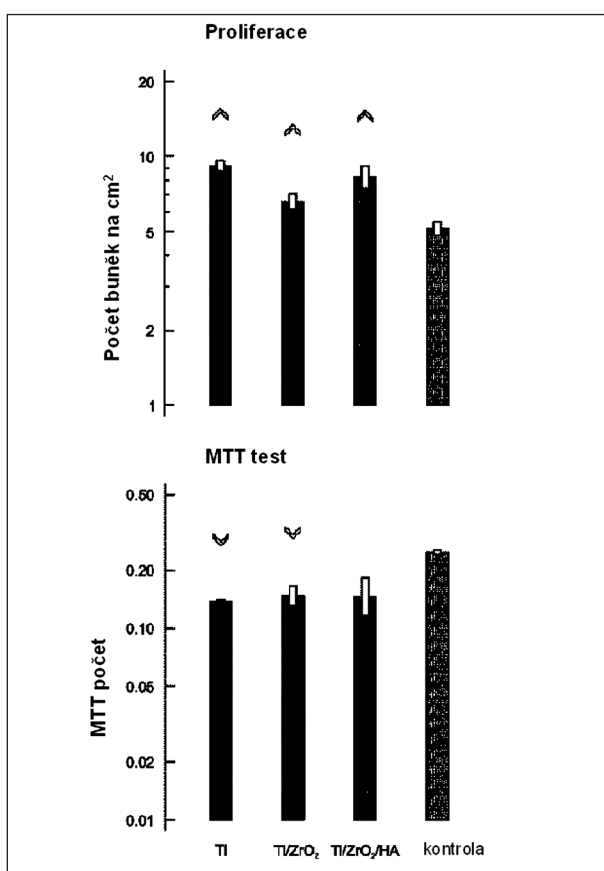 Proliferace
20
10
5
2
1
Počet buněk na cm²
MTT test
0.50
0.20
0.10
0.05
0.02
0.01
MTT počet
TI TI/ZrO₂ TI/ZrO₂/HA kontrola